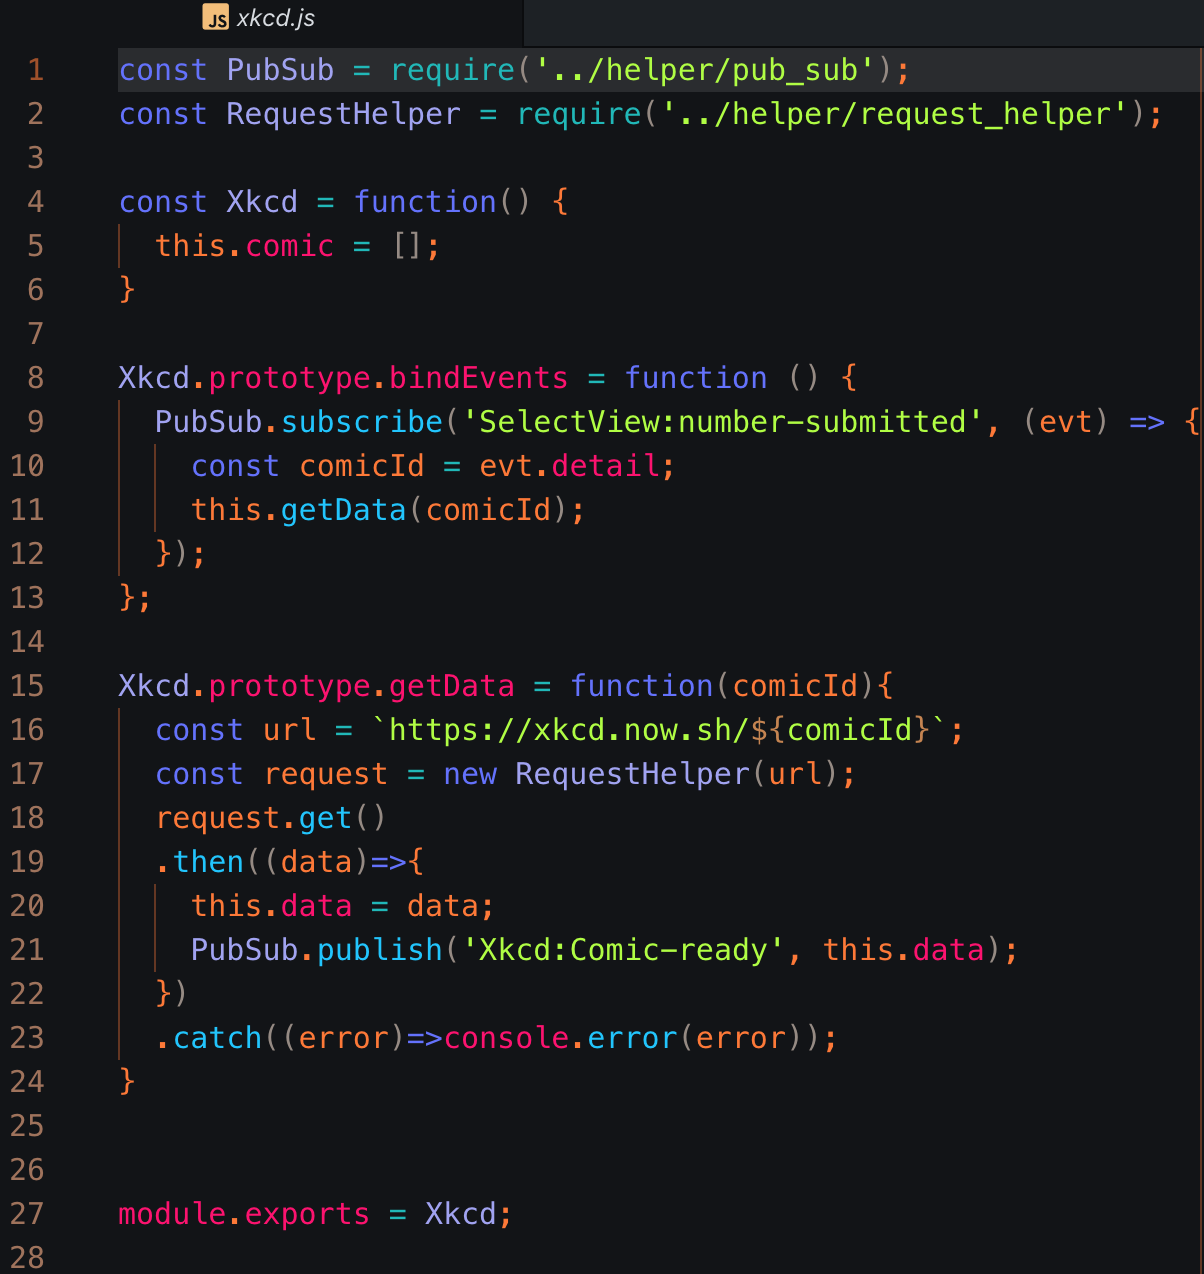 JS xkcd.js
1 const PubSub = require('../helper/pub_sub');
2 const RequestHelper = require('../helper/request_helper');
3
4 const Xkcd = function() {
5   this.comic = [];
6 }
7
8 Xkcd.prototype.bindEvents = function () {
9   PubSub.subscribe('SelectView:number-submitted', (evt) => {
10     const comicId = evt.detail;
11     this.getData(comicId);
12   });
13 };
14
15 Xkcd.prototype.getData = function(comicId){
16   const url = `https://xkcd.now.sh/${comicId}`;
17   const request = new RequestHelper(url);
18   request.get()
19   .then((data)=>{
20     this.data = data;
21     PubSub.publish('Xkcd:Comic-ready', this.data);
22   })
23   .catch((error)=>console.error(error));
24 }
25
26
27 module.exports = Xkcd;
28